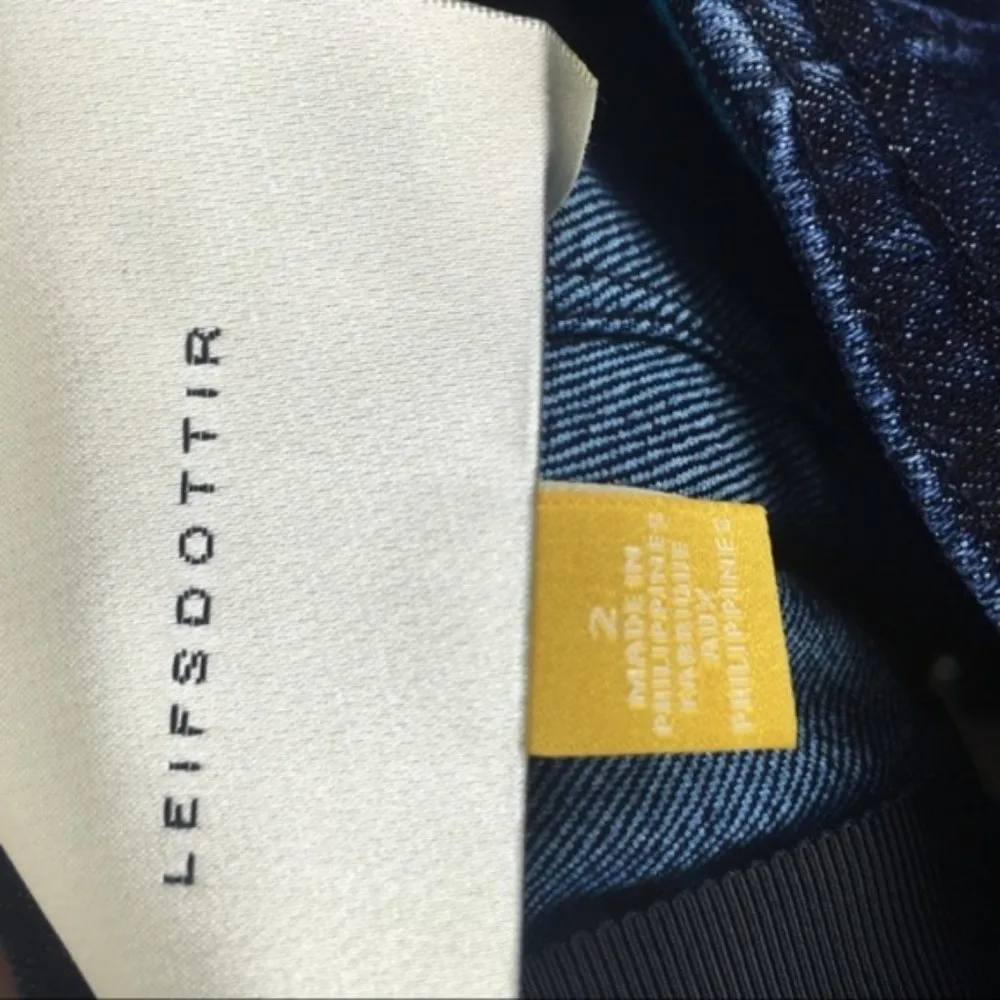 LEIFSDOTTIR
2
MADE IN
PHILIPPINES
FABRIQUE
AUX
PHILIPPINES